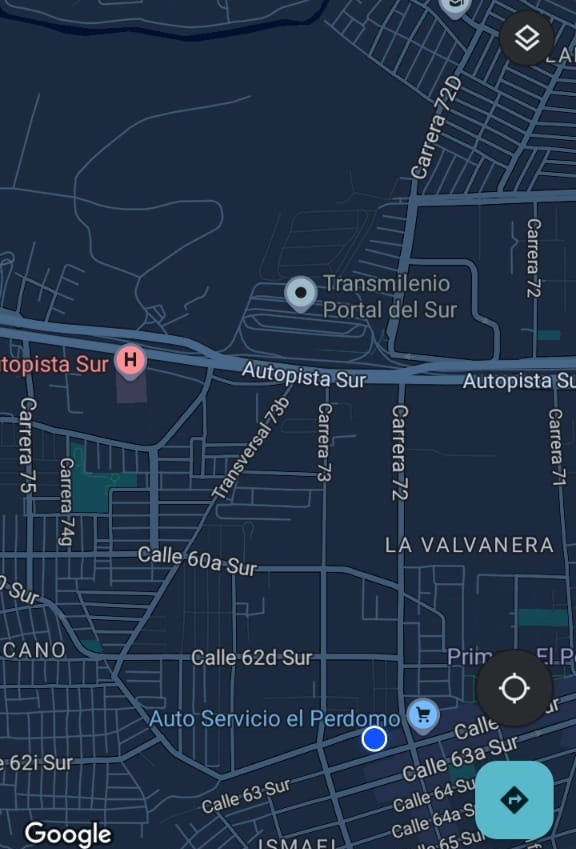 LA
Carrera 72D
Carrera 72
Transmilenio
Portal del Sur
H
utopista Sur
Autopista Sur
Autopista Su
Carrera 75
Carrera 74g
Transversal 73b
Carrera 73
Carrera 72
Carrera 71
LA VALVANERA
Calle 60a Sur
0 Sur
CANO
Calle 62d Sur
Prim
El Pe
Auto Servicio el Perdomo
Calle
ur
e 62i Sur
Calle 63a Sur
Calle 63 Sur
Calle 64 Su
Calle 64a S
65 Sur
Google
ISMAEL